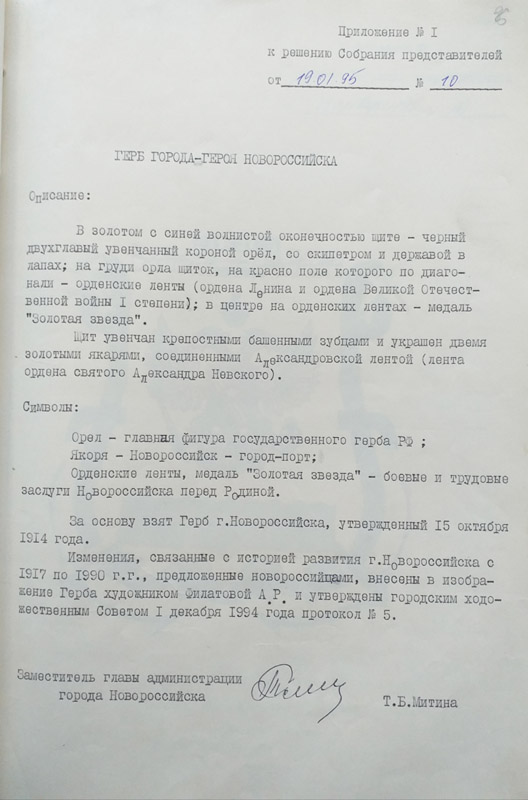 Приложение № I
к решению Собрания представителей
от 19.01.95 № 10
ГЕРБ ГОРОДА-ГЕРОЯ НОВОРОССИЙСКА
Описание:
В золотом с синей волнистой оконечностью щите - черный
двухглавый увенчанный короной орёл, со скипетром и державой в
лапах; на груди орла щиток, на красно поле которого по диаго-
нали - орденские ленты (ордена Ленина и ордена Великой Отечест-
венной войны I степени); в центре на орденских лентах - медаль
"Золотая звезда".
Щит увенчан крепостными башенными зубцами и украшен двемя
золотыми якарями, соединенными Александровской лентой (лента
ордена святого Александра Невского).
Символы:
Орел - главная фигура государственного герба РФ ;
Якоря - Новороссийск - город-порт;
Орденские ленты, медаль "Золотая звезда" - боевые и трудовые
заслуги Новороссийска перед Родиной.
За основу взят Герб г.Новороссийска, утвержденный 15 октября
1914 года.
Изменения, связанные с историей развития г.Новороссийска с
1917 по 1990 г.г., предложенные новороссийцами, внесены в изобра-
жение Герба художником Филатовой А.Р. и утверждены городским ходо-
жественным Советом I декабря 1994 года протокол № 5.
Заместитель главы администрации
города Новороссийска
Т.Б.Митина